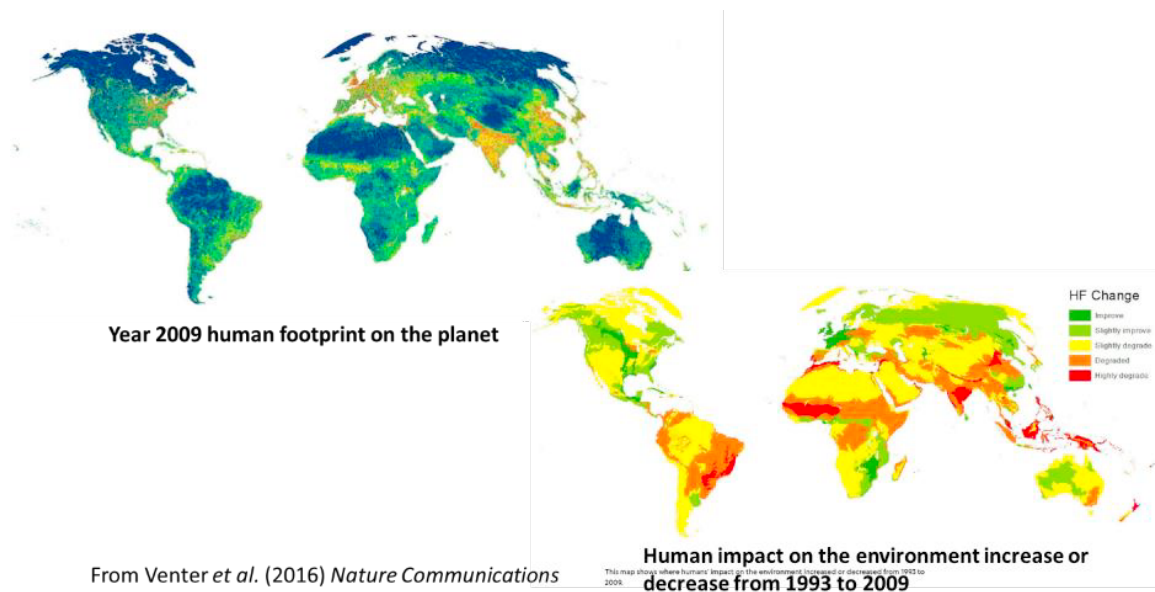 Year 2009 human footprint on the planet
HF Change
Improve
Slightly improve
Slightly degrade
Degraded
Highly degrade
Human impact on the environment increase or
decrease from 1993 to 2009
This map shows where humans' impact on the environment increased or decreased from 1993 to
2009.
From Venter et al. (2016) Nature Communications